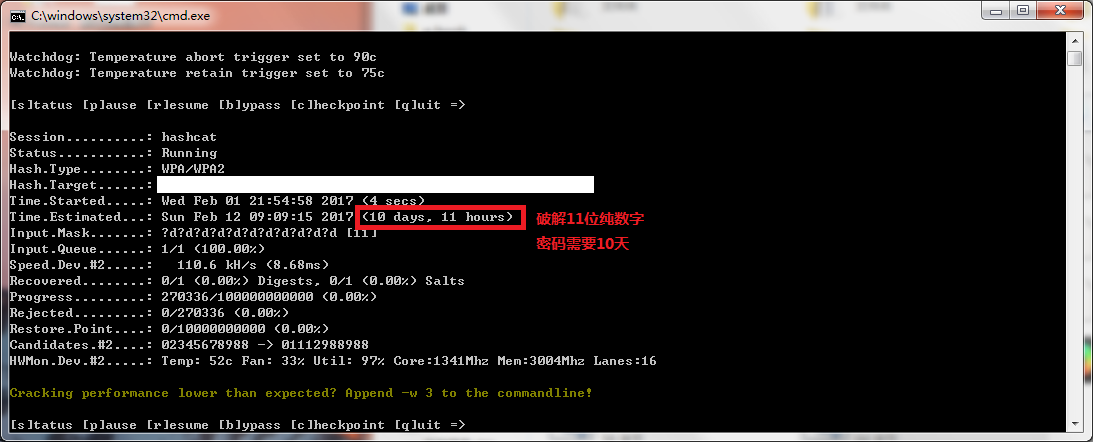 C:\windows\system32\cmd.exe
Watchdog: Temperature abort trigger set to 90c
Watchdog: Temperature retain trigger set to 75c
[s]tatus [p]ause [r]esume [b]ypass [c]heckpoint [q]uit =>
Session..........: hashcat
Status...........: Running
Hash.Type........: WPA/WPA2
Hash.Target......:
Time.Started.....: Wed Feb 01 21:54:58 2017 (4 secs)
Time.Estimated...: Sun Feb 12 09:09:15 2017 (10 days, 11 hours)
破解11位纯数字
Input.Mask.......: ?d?d?d?d?d?d?d?d?d?d?d [11]
密码需要10天
Input.Queue......: 1/1 (100.00%)
Speed.Dev.#2.....:   110.6 kH/s (8.68ms)
Recovered........: 0/1 (0.00%) Digests, 0/1 (0.00%) Salts
Progress.........: 270336/100000000000 (0.00%)
Rejected.........: 0/270336 (0.00%)
Restore.Point....: 0/10000000000 (0.00%)
Candidates.#2....: 02345678988 -> 01112988988
HWMon.Dev.#2.....: Temp: 52c Fan: 33% Util: 97% Core:1341Mhz Mem:3004Mhz Lanes:16
Cracking performance lower than expected? Append -w 3 to the commandline!
[s]tatus [p]ause [r]esume [b]ypass [c]heckpoint [q]uit =>